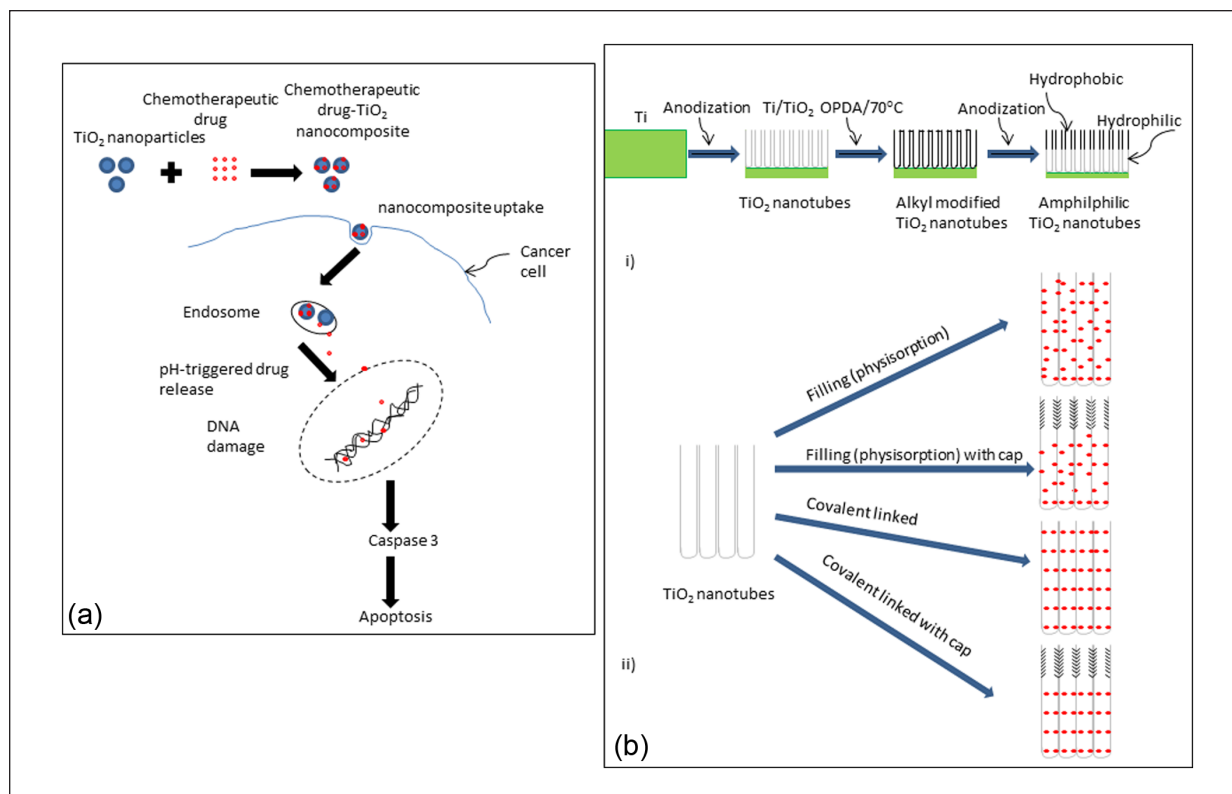 Chemotherapeutic
drug
TiO2 nanoparticles
Chemotherapeutic
drug-TiO2
nanocomposite
nanocomposite uptake
Cancer
cell
Endosome
pH-triggered drug
release
DNA
damage
Caspase 3
Apoptosis
(a)
Ti
Anodization
Ti/TiO2
OPDA/70°C
Anodization
Hydrophobic
Hydrophilic
TiO2 nanotubes
Alkyl modified
TiO2 nanotubes
Amphilphilic
TiO2 nanotubes
i)
Filling (physisorption)
Filling (physisorption) with cap
Covalent linked
Covalent linked with cap
TiO2 nanotubes
ii)
(b)